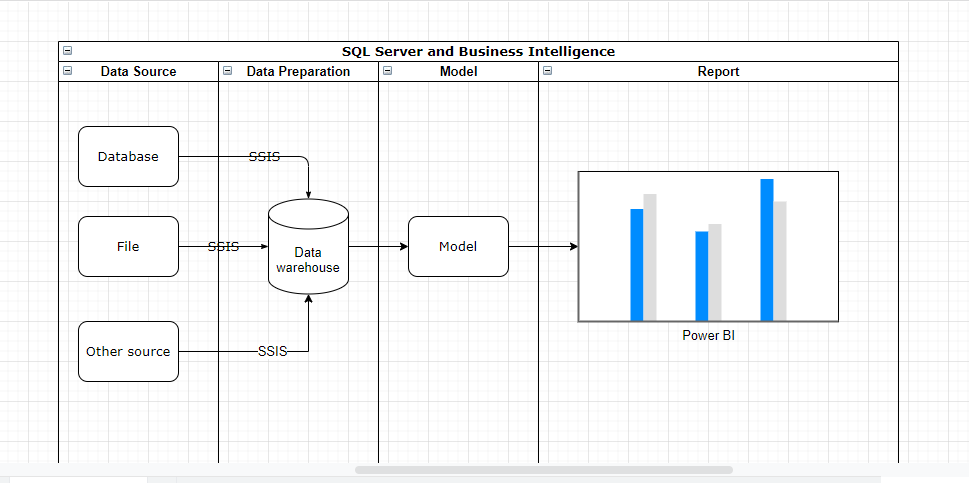 SQL Server and Business Intelligence
Data Source
Data Preparation
Model
Report
Database
SSIS
File
SSIS
Data
warehouse
Model
Other source
SSIS
Power BI